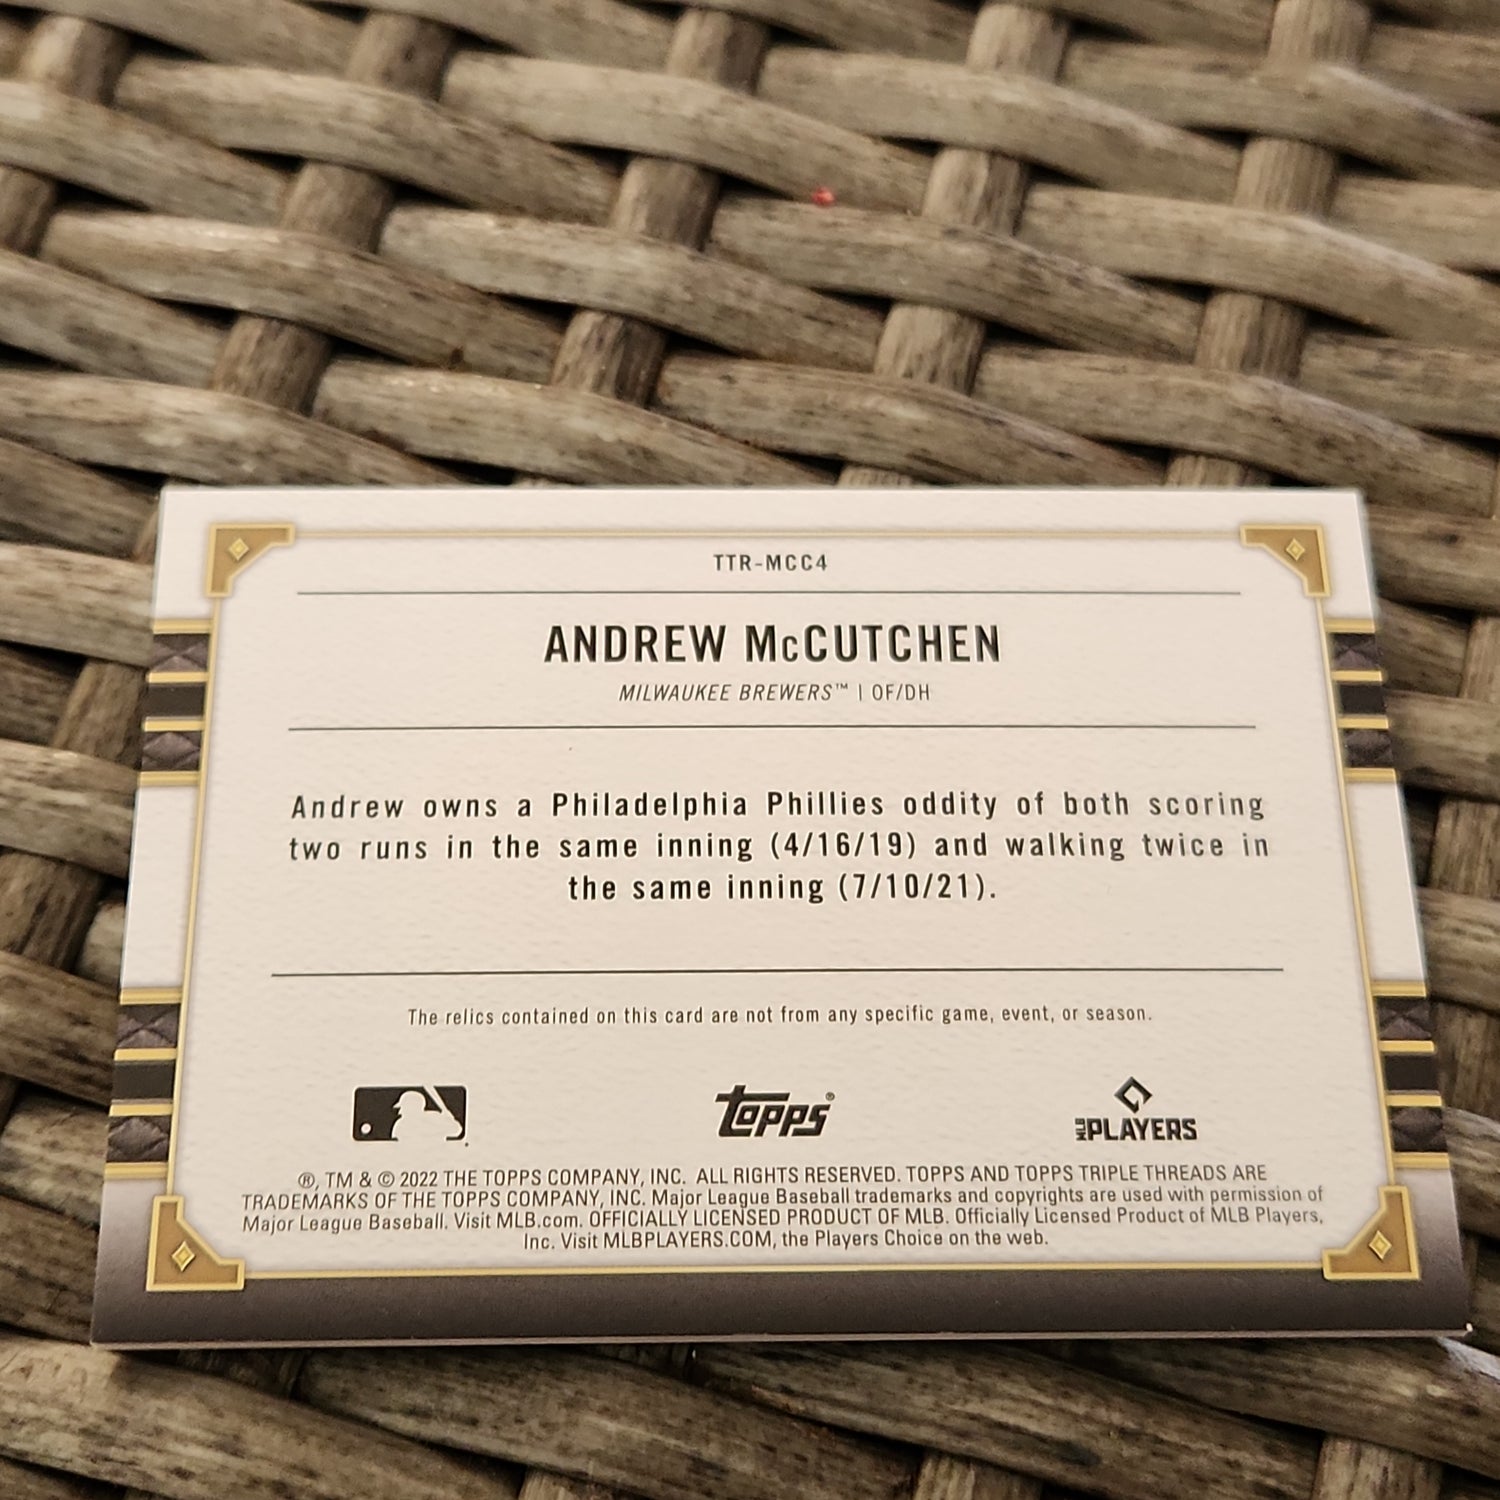 TTR-MCC4
ANDREW McCUTCHEN
MILWAUKEE BREWERS™ | OF/DH
Andrew owns a Philadelphia Phillies oddity of both scoring
two runs in the same inning (4/16/19) and walking twice in
the same inning (7/10/21).
The relics contained on this card are not from any specific game, event, or season.
topps®
MLB PLAYERS
®, TM & © 2022 THE TOPPS COMPANY, INC. ALL RIGHTS RESERVED. TOPPS AND TOPPS TRIPLE THREADS ARE
TRADEMARKS OF THE TOPPS COMPANY, INC. Major League Baseball trademarks and copyrights are used with permission of
Major League Baseball. Visit MLB.com. OFFICIALLY LICENSED PRODUCT OF MLB. Officially Licensed Product of MLB Players,
Inc. Visit MLBPLAYERS.COM, the Players Choice on the web.